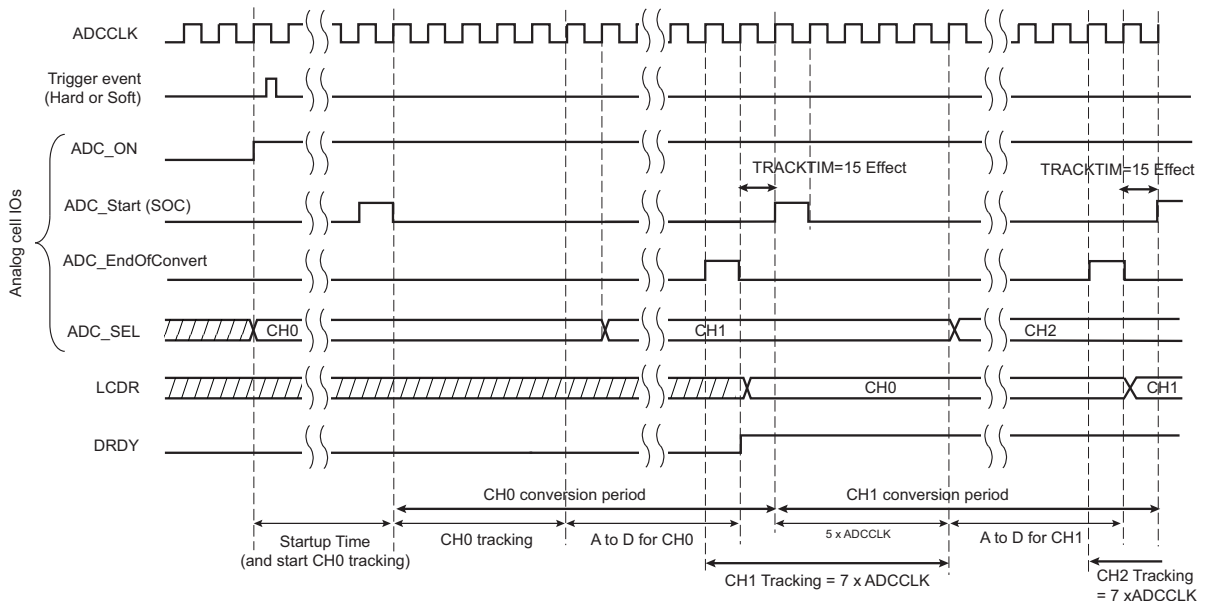 ADCCLK
Trigger event
(Hard or Soft)
Analog cell IOs
ADC_ON
TRACKTIM=15 Effect
TRACKTIM=15 Effect
ADC_Start (SOC)
ADC_EndOfConvert
ADC_SEL
CH0
CH1
CH2
LCDR
CH0
CH1
DRDY
CH0 conversion period
CH1 conversion period
Startup Time
(and start CH0 tracking)
CH0 tracking
A to D for CH0
5 x ADCCLK
A to D for CH1
CH1 Tracking = 7 x ADCCLK
CH2 Tracking
= 7 xADCCLK